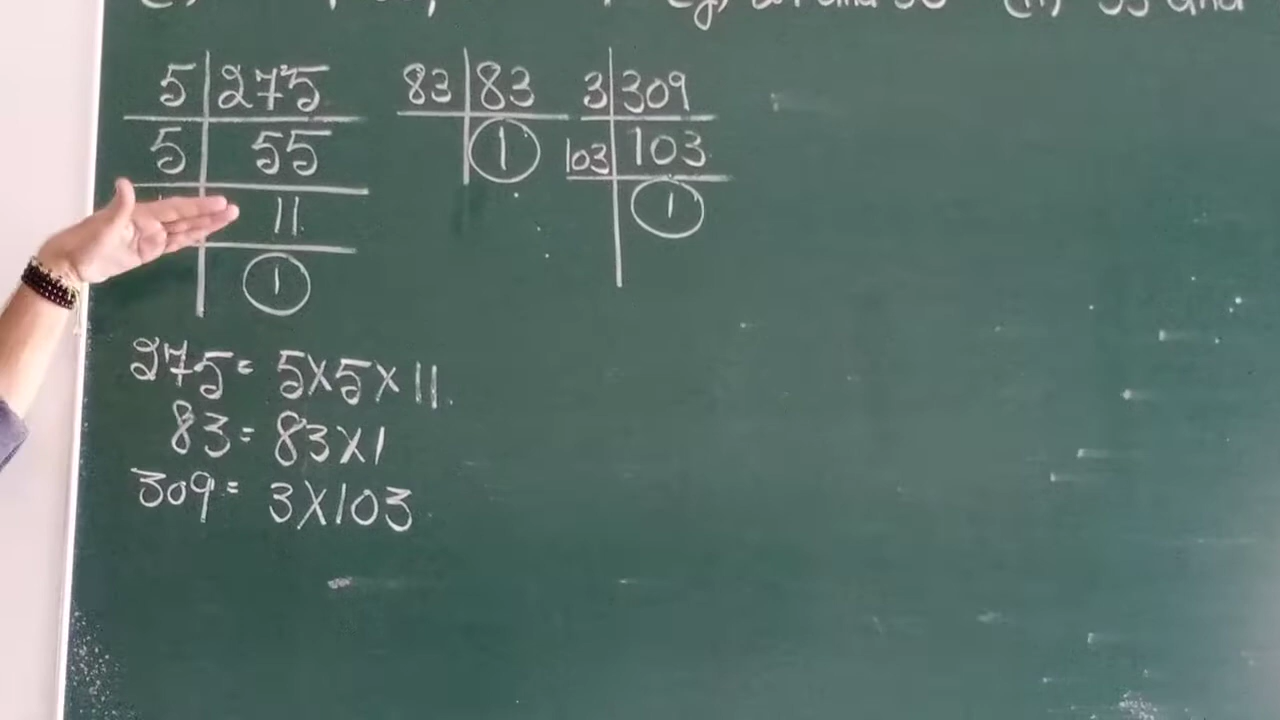 5 275 83 83 3 309
5 55 1 103 103
11 1
1
275= 5X5X11.
83= 83X1
309= 3X103